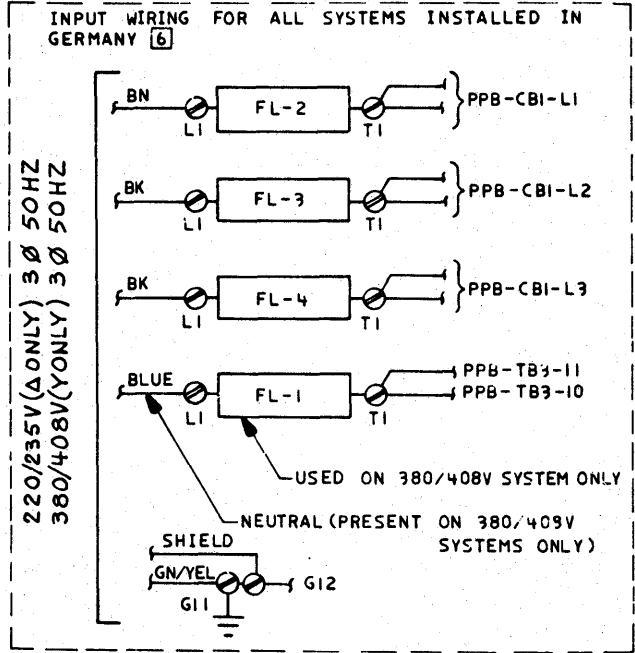 INPUT WIRING FOR ALL SYSTEMS INSTALLED IN
GERMANY 6
220/235V(Δ ONLY) 3Ø 50HZ
380/408V(Y ONLY) 3Ø 50HZ
BN
L1
FL-2
T1
PPB-CB1-L1
BK
L1
FL-3
T1
PPB-CB1-L2
BK
L1
FL-4
T1
PPB-CB1-L3
BLUE
L1
FL-1
T1
PPB-TB3-11
PPB-TB3-10
USED ON 380/408V SYSTEM ONLY
NEUTRAL (PRESENT ON 380/408V
SYSTEMS ONLY)
SHIELD
GN/YEL
G12
G11